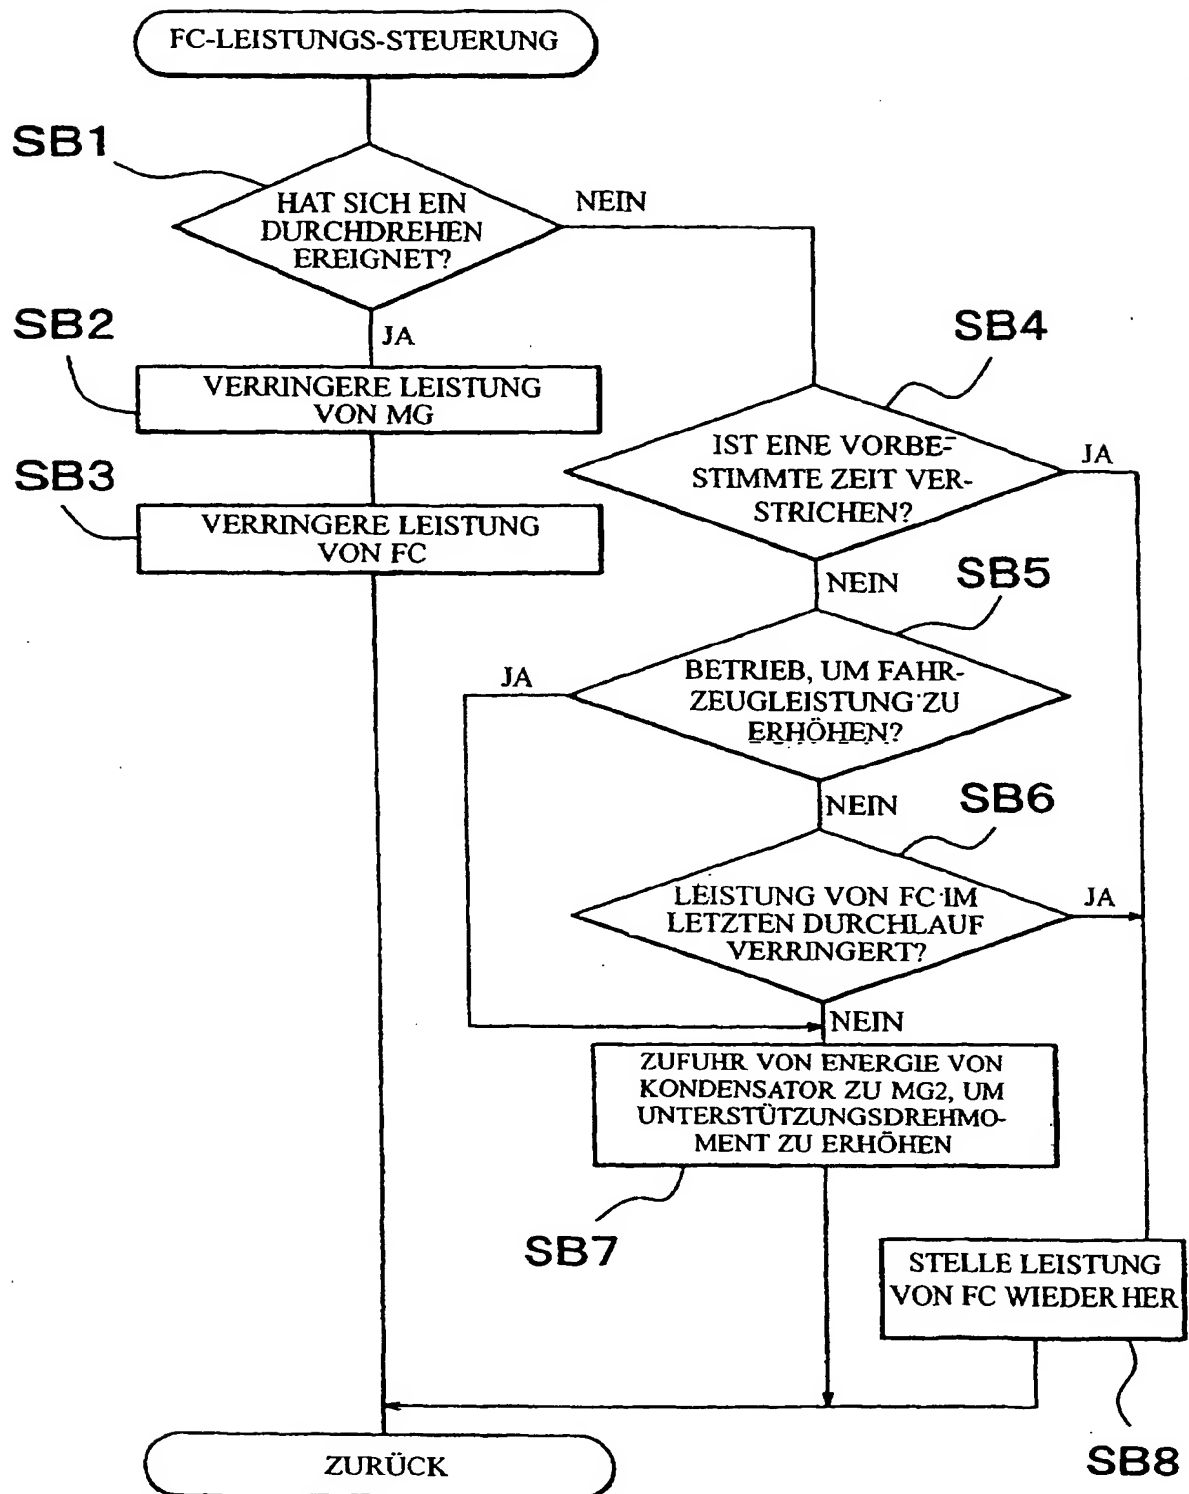 FC-LEISTUNGS-STEUERUNG
SB1
HAT SICH EIN
DURCHDREHEN
EREIGNET?
NEIN
JA
SB2
VERRINGERE LEISTUNG
VON MG
SB3
VERRINGERE LEISTUNG
VON FC
SB4
IST EINE VORBE-
STIMMTE ZEIT VER-
STRICHEN?
JA
NEIN
SB5
BETRIEB, UM FAHR-
ZEUGLEISTUNG ZU
ERHÖHEN?
JA
NEIN
SB6
LEISTUNG VON FC IM
LETZTEN DURCHLAUF
VERRINGERT?
JA
NEIN
ZUFUHR VON ENERGIE VON
KONDENSATOR ZU MG2, UM
UNTERSTÜTZUNGSDREHMO-
MENT ZU ERHÖHEN
SB7
STELLE LEISTUNG
VON FC WIEDER HER
SB8
ZURÜCK